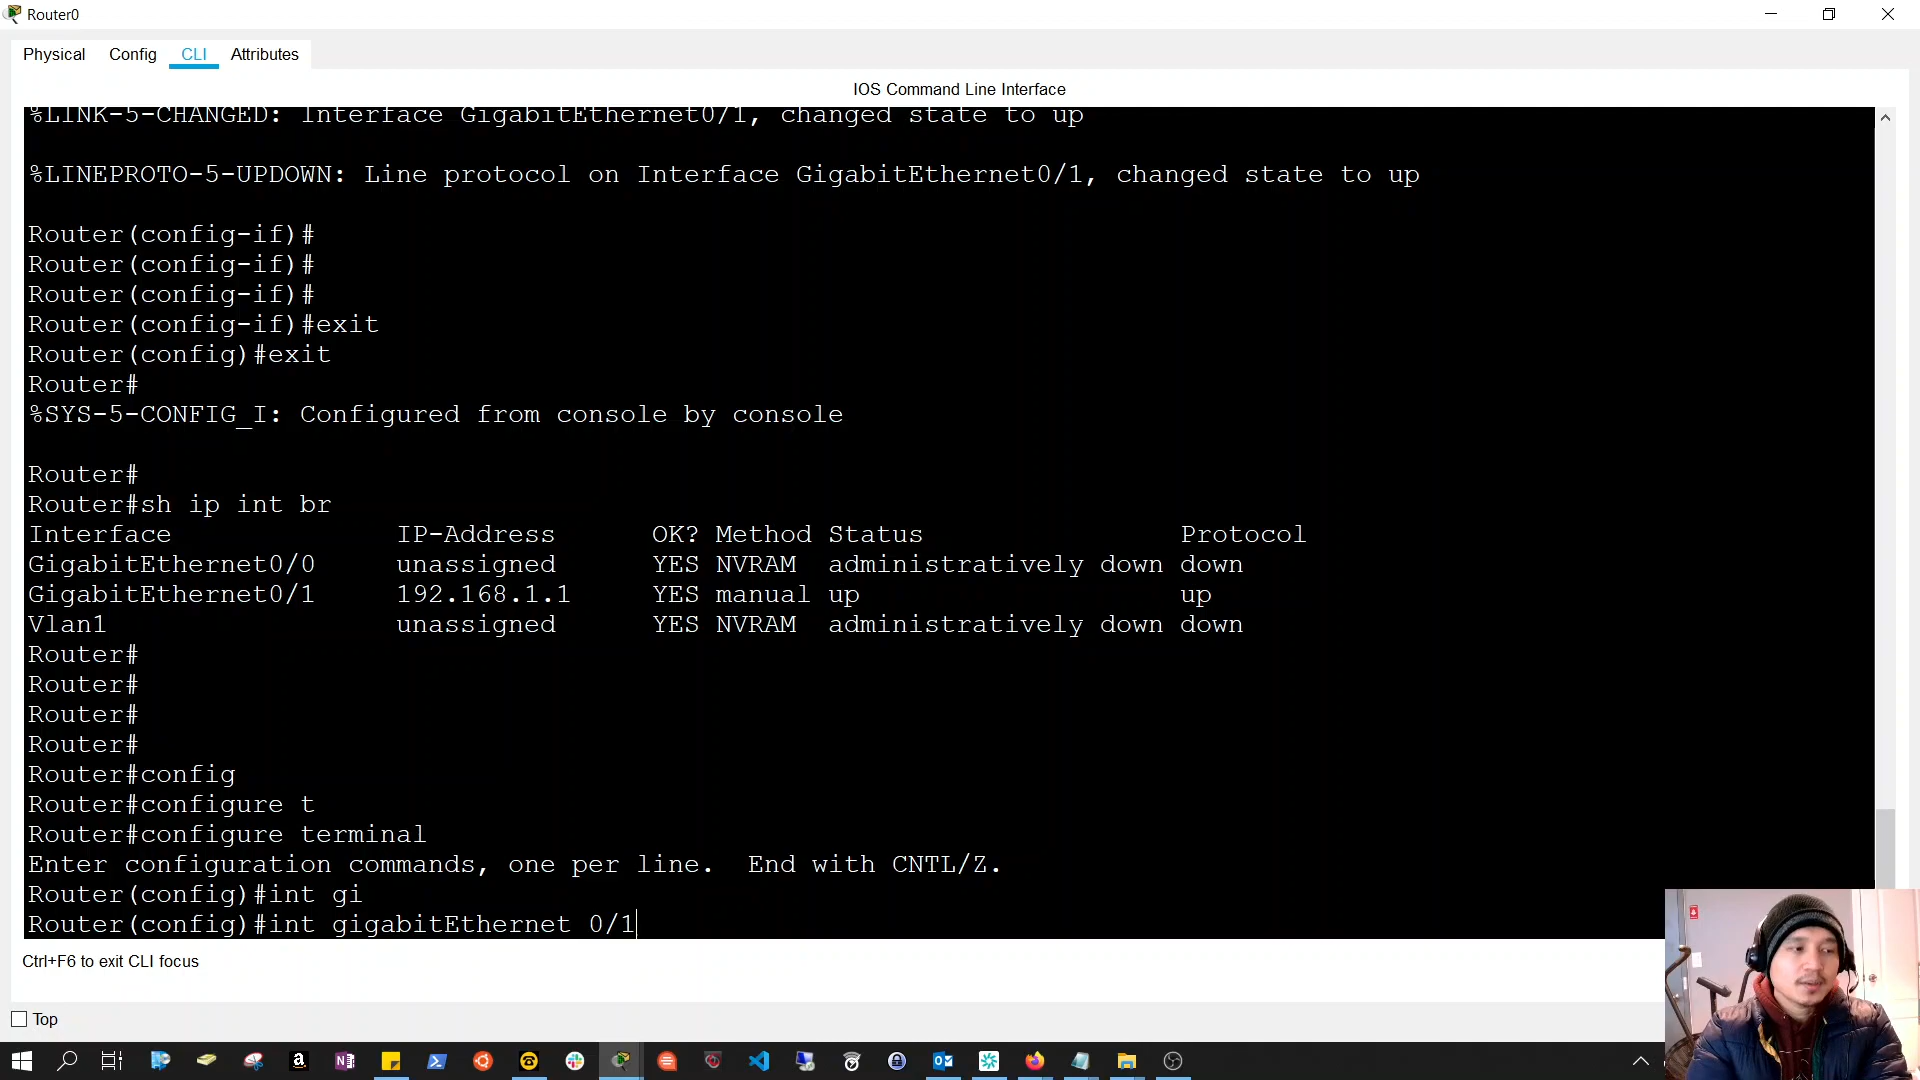 Router0
Physical Config CLI Attributes
IOS Command Line Interface
%LINK-5-CHANGED: Interface GigabitEthernet0/1, changed state to up
%LINEPROTO-5-UPDOWN: Line protocol on Interface GigabitEthernet0/1, changed state to up
Router(config-if)#
Router(config-if)#
Router(config-if)#
Router(config-if)#exit
Router(config)#exit
Router#
%SYS-5-CONFIG_I: Configured from console by console
Router#
Router#sh ip int br
Interface IP-Address OK? Method Status Protocol
GigabitEthernet0/0 unassigned YES NVRAM administratively down down
GigabitEthernet0/1 192.168.1.1 YES manual up up
Vlan1 unassigned YES NVRAM administratively down down
Router#
Router#
Router#
Router#
Router#config
Router#configure t
Router#configure terminal
Enter configuration commands, one per line. End with CNTL/Z.
Router(config)#int gi
Router(config)#int gigabitEthernet 0/1
Ctrl+F6 to exit CLI focus
Top